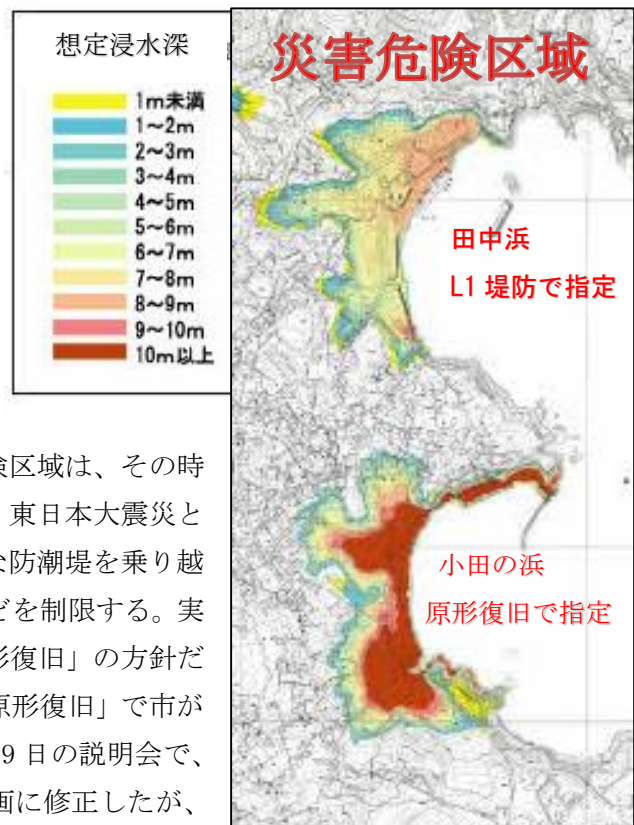 想定浸水深
1m未満
1～2m
2～3m
3～4m
4～5m
5～6m
6～7m
7～8m
8～9m
9～10m
10m以上
災害危険区域
田中浜
L1 堤防で指定
小田の浜
原形復旧で指定
険区域は、その時
東日本大震災と
な防潮堤を乗り越
どを制限する。実
形復旧」の方針だ
原形復旧」で市が
9 日の説明会で、
画に修正したが、